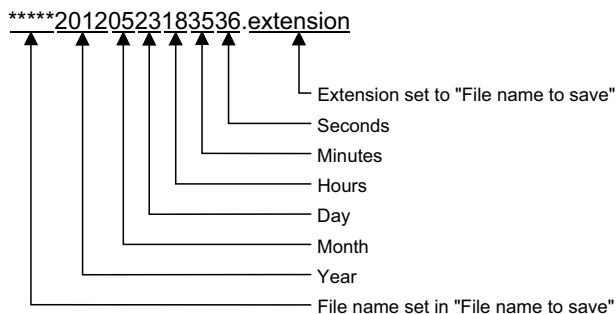 *****20120523183536.extension
Extension set to "File name to save"
Seconds
Minutes
Hours
Day
Month
Year
File name set in "File name to save"